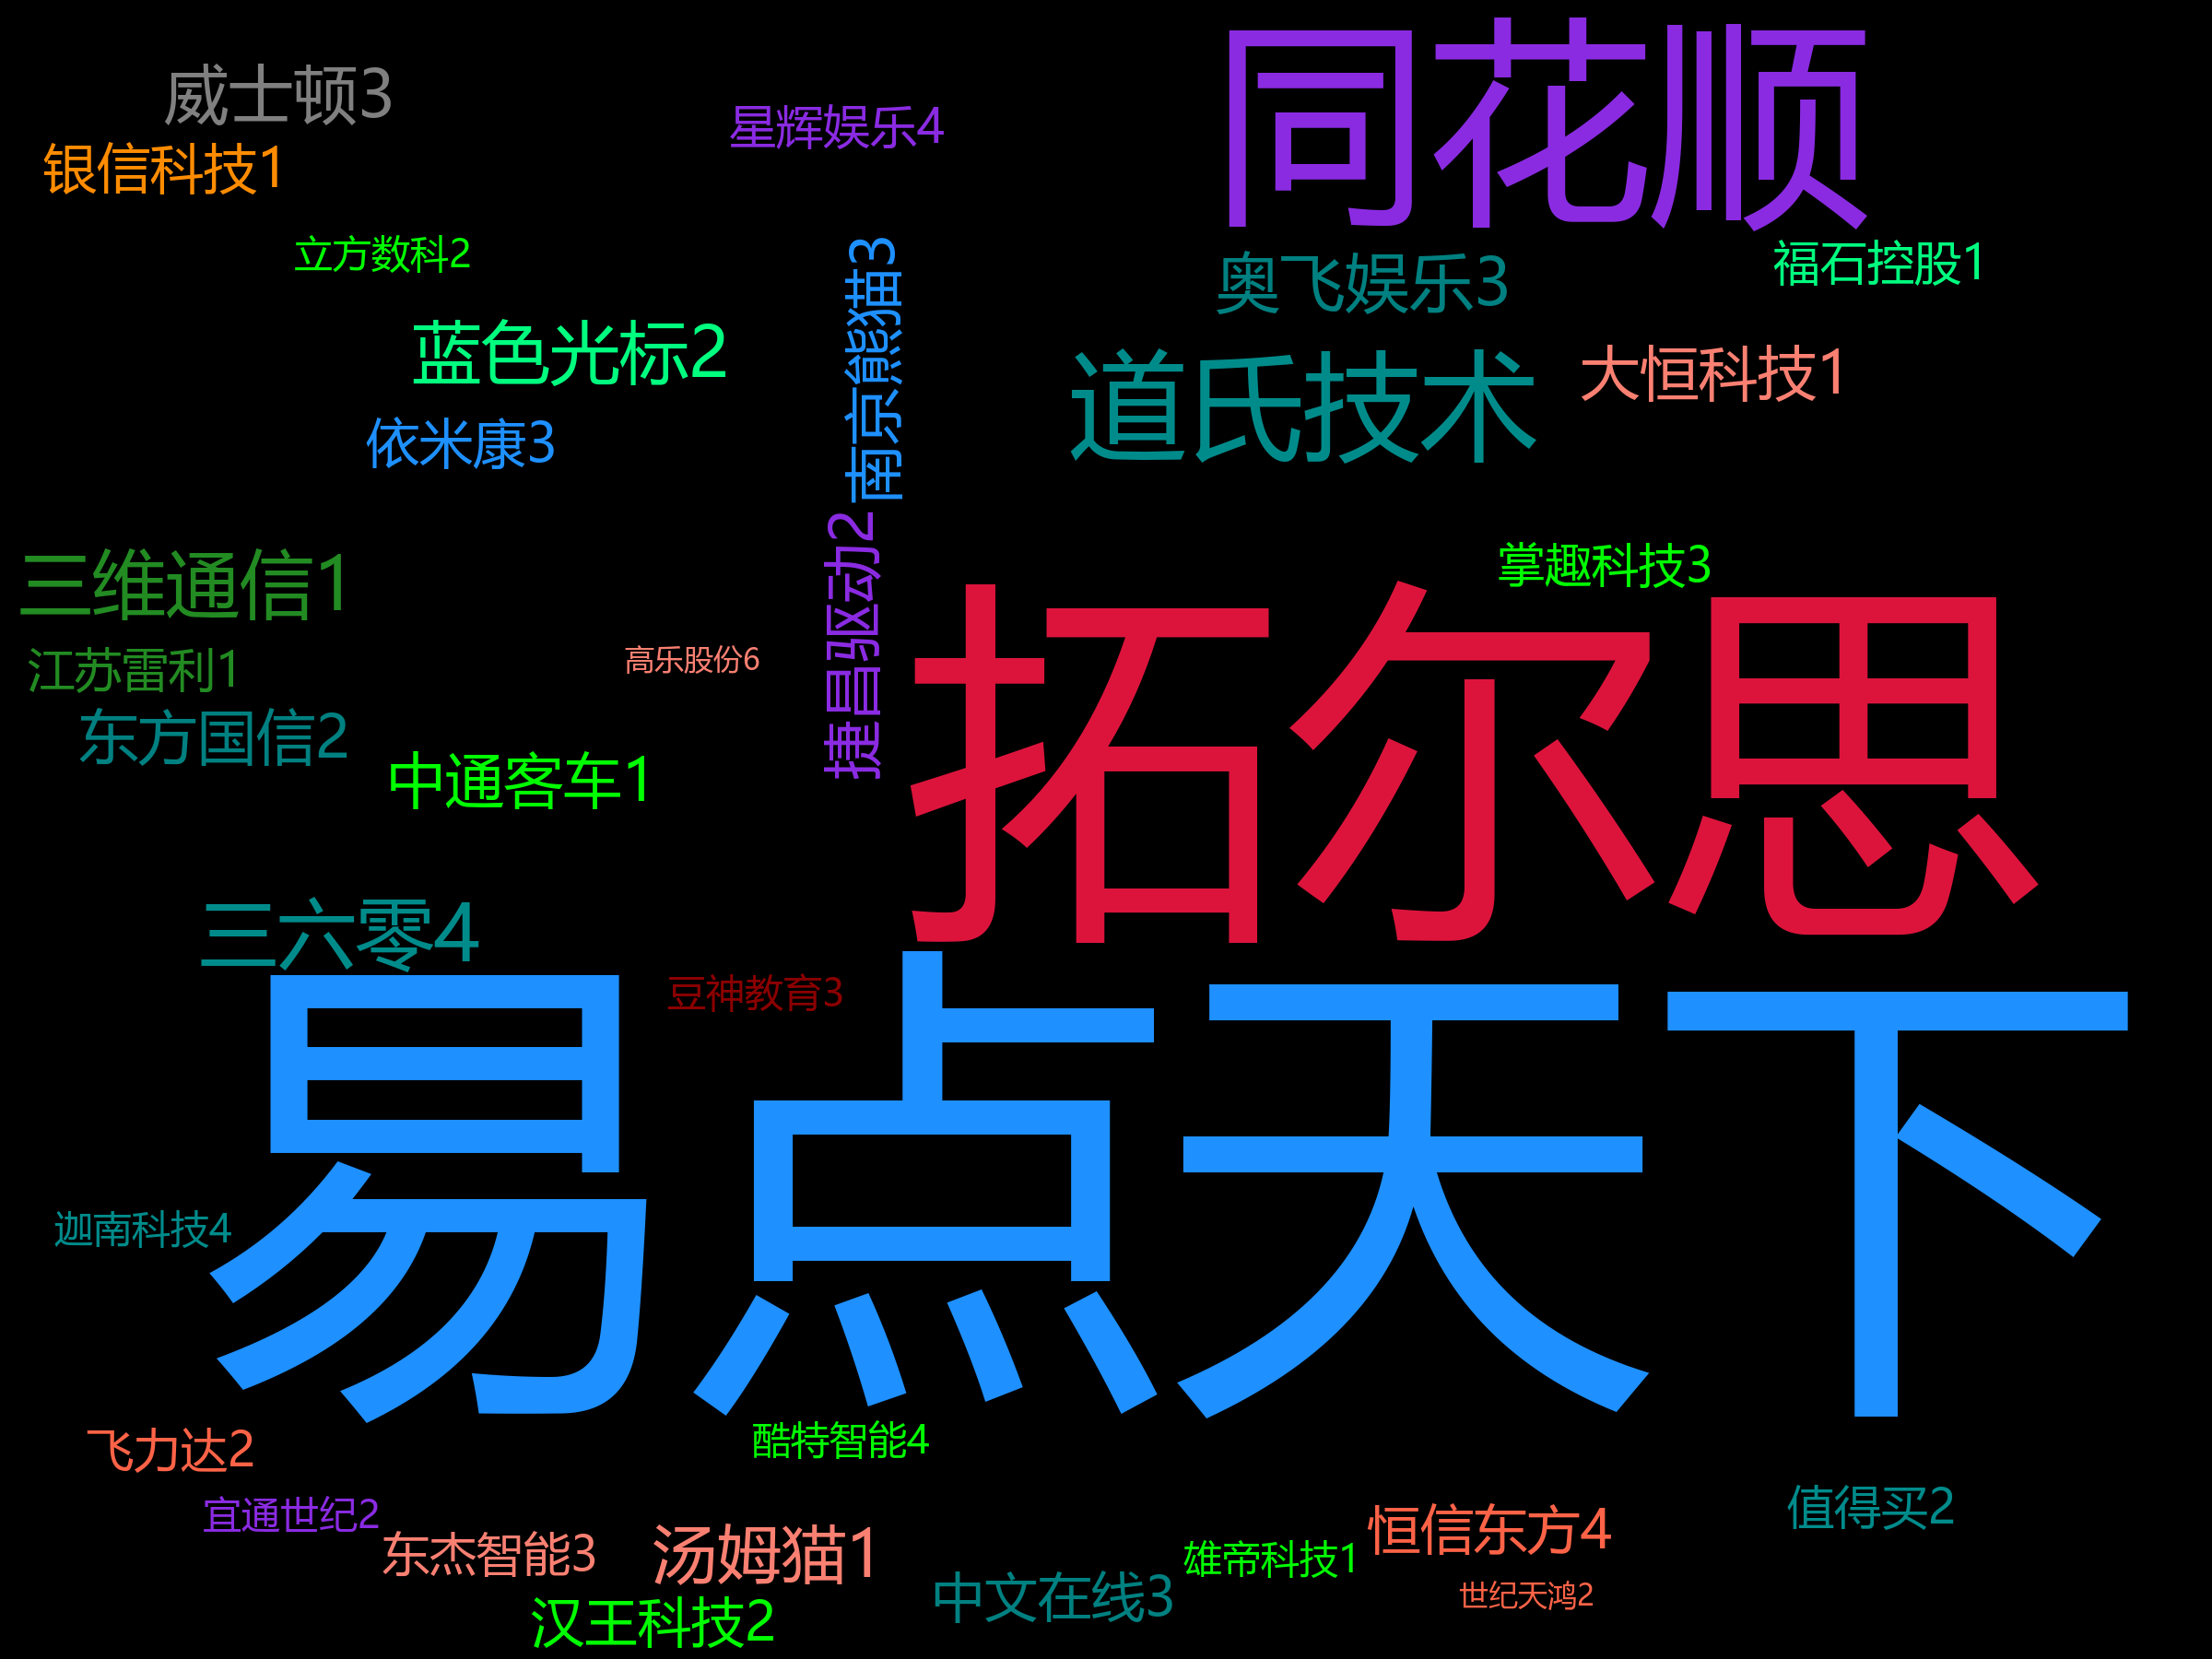 同花顺
威士顿3
星辉娱乐4
银信科技1
立方数科2
南京熊猫3
奥飞娱乐3
福石控股1
蓝色光标2
道氏技术
大恒科技1
依米康3
三维通信1
掌趣科技3
捷昌驱动2
江苏雷利1
高乐股份6
拓尔思
东方国信2
中通客车1
三六零4
豆神教育3
易点天下
迦南科技4
飞力达2
酷特智能4
宜通世纪2
值得买2
恒信东方4
东杰智能3
汤姆猫1
雄帝科技1
中文在线3
世纪天鸿2
汉王科技2